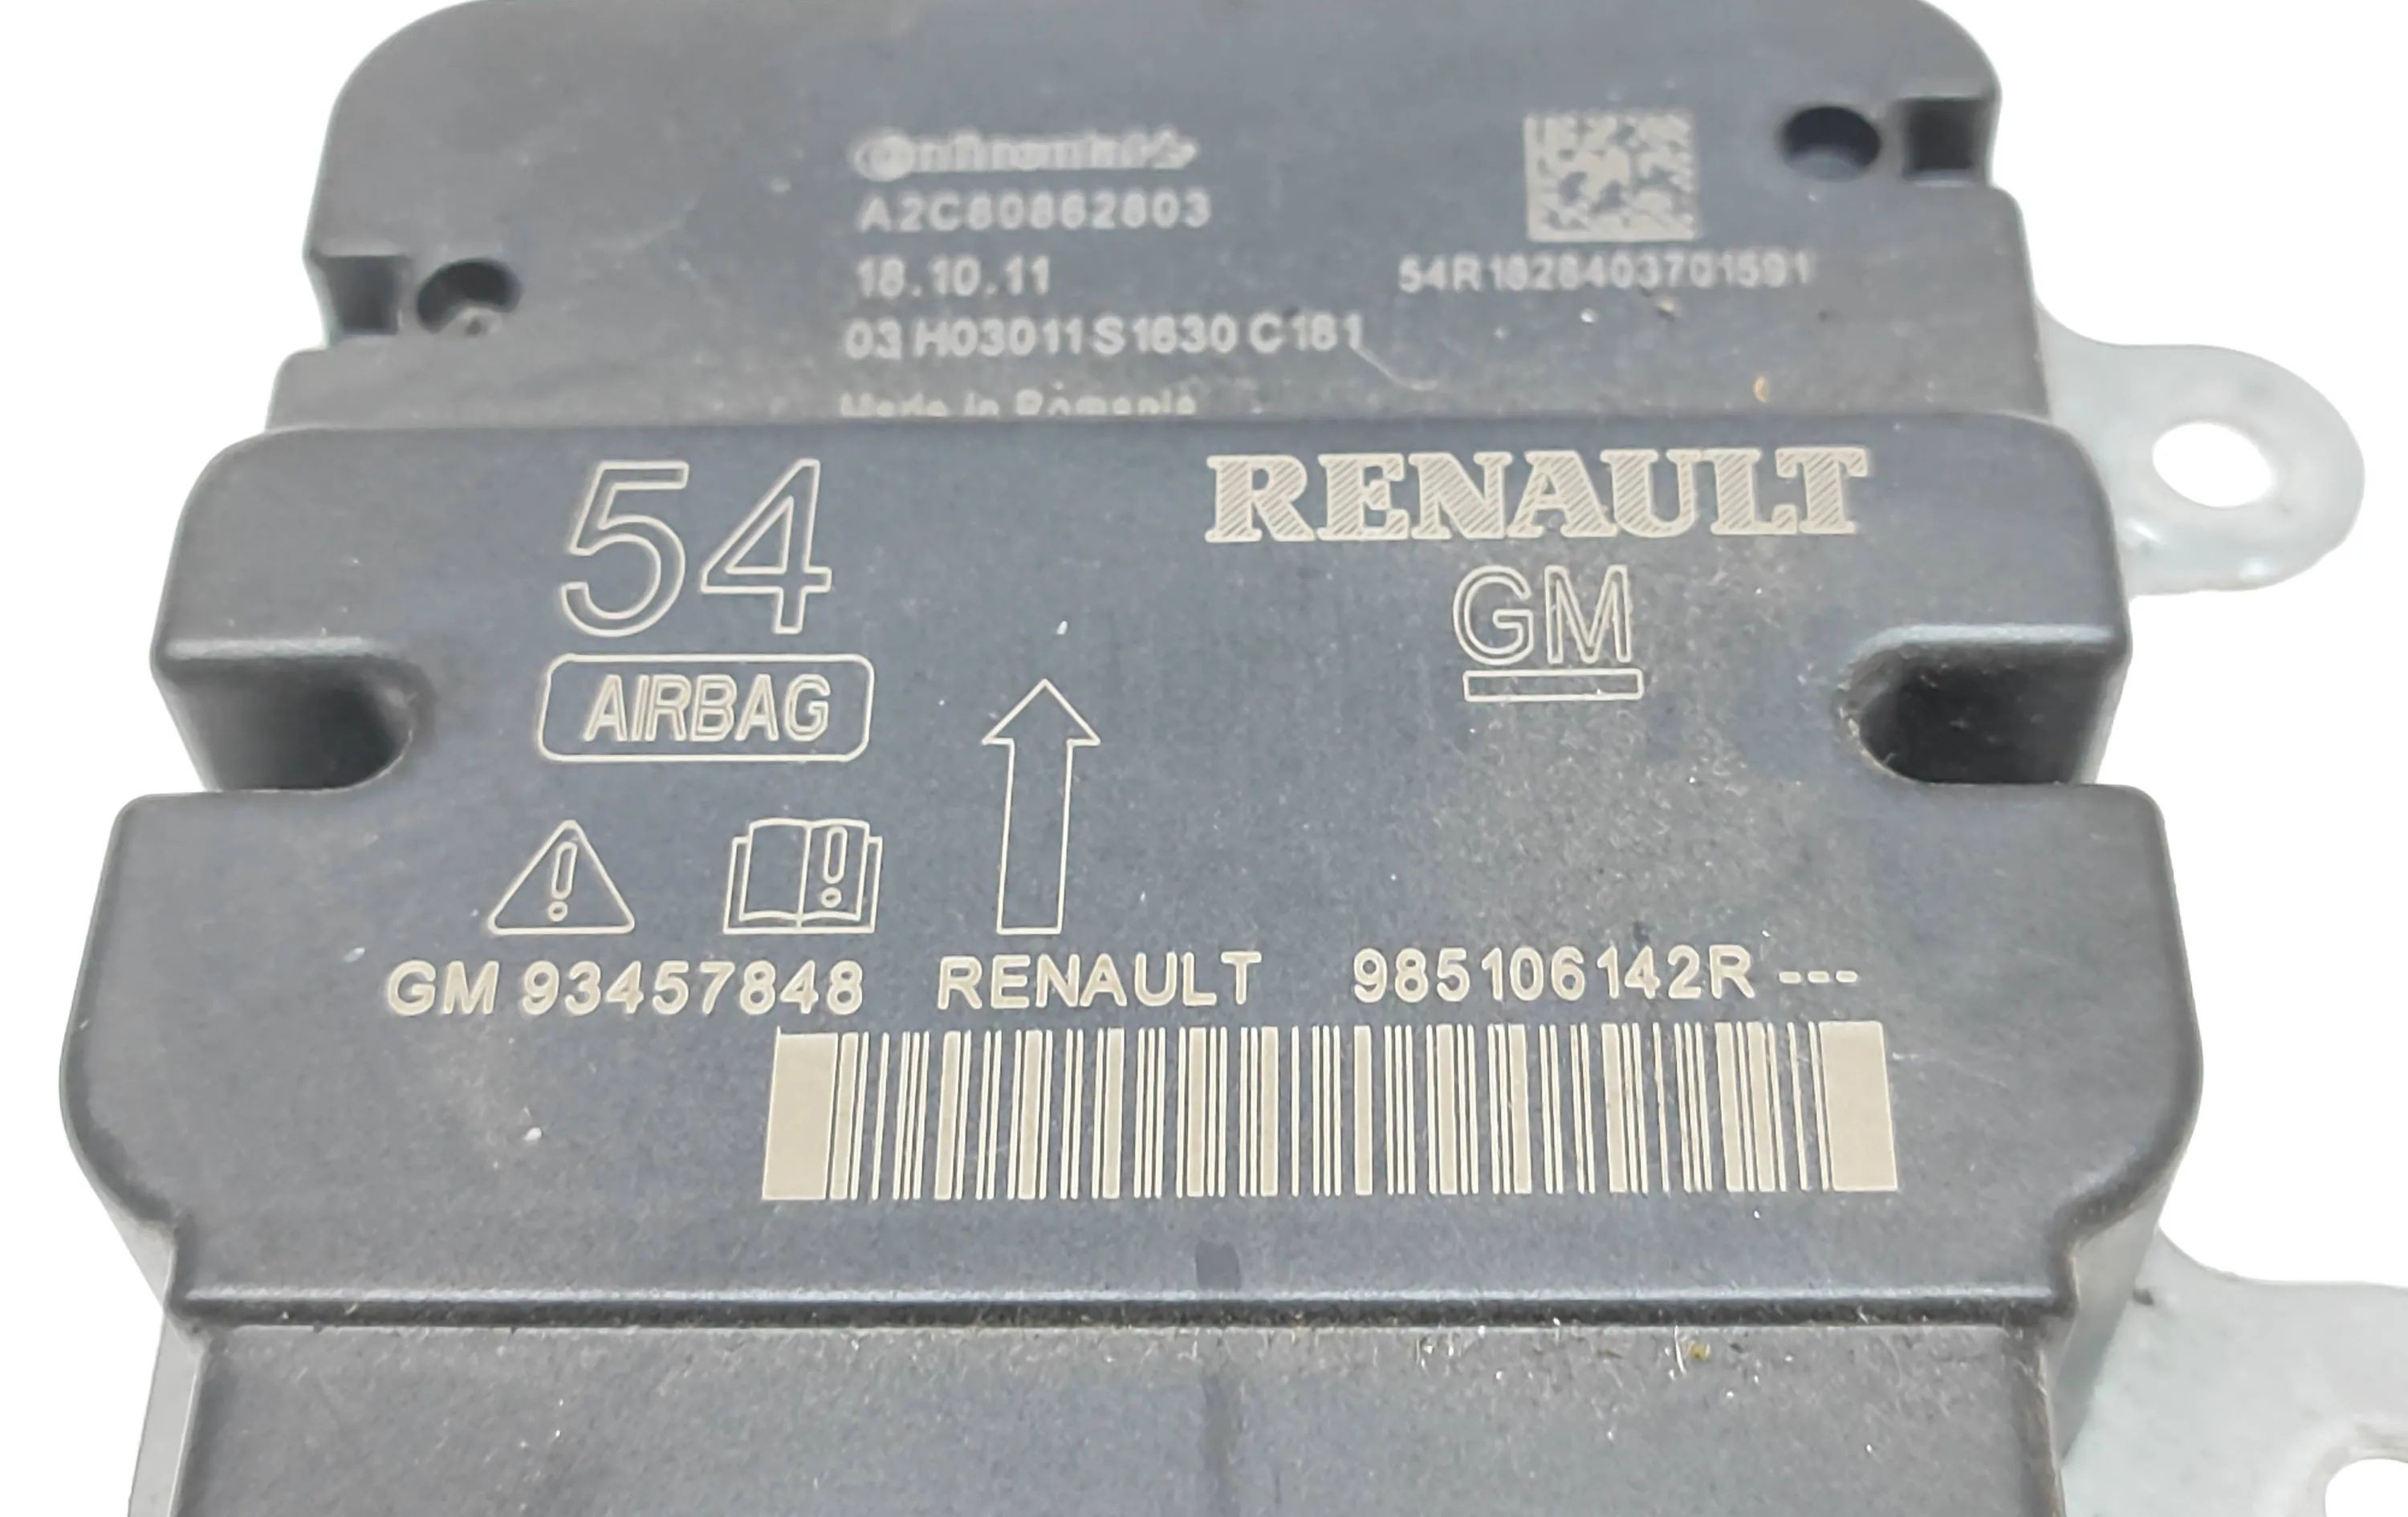 Continental
A2C80862803
18.10.11
54R1828403701591
03 H03011 S1630 C181
Made in Romania
54
RENAULT
GM
AIRBAG
GM 93457848 RENAULT 985106142R ---